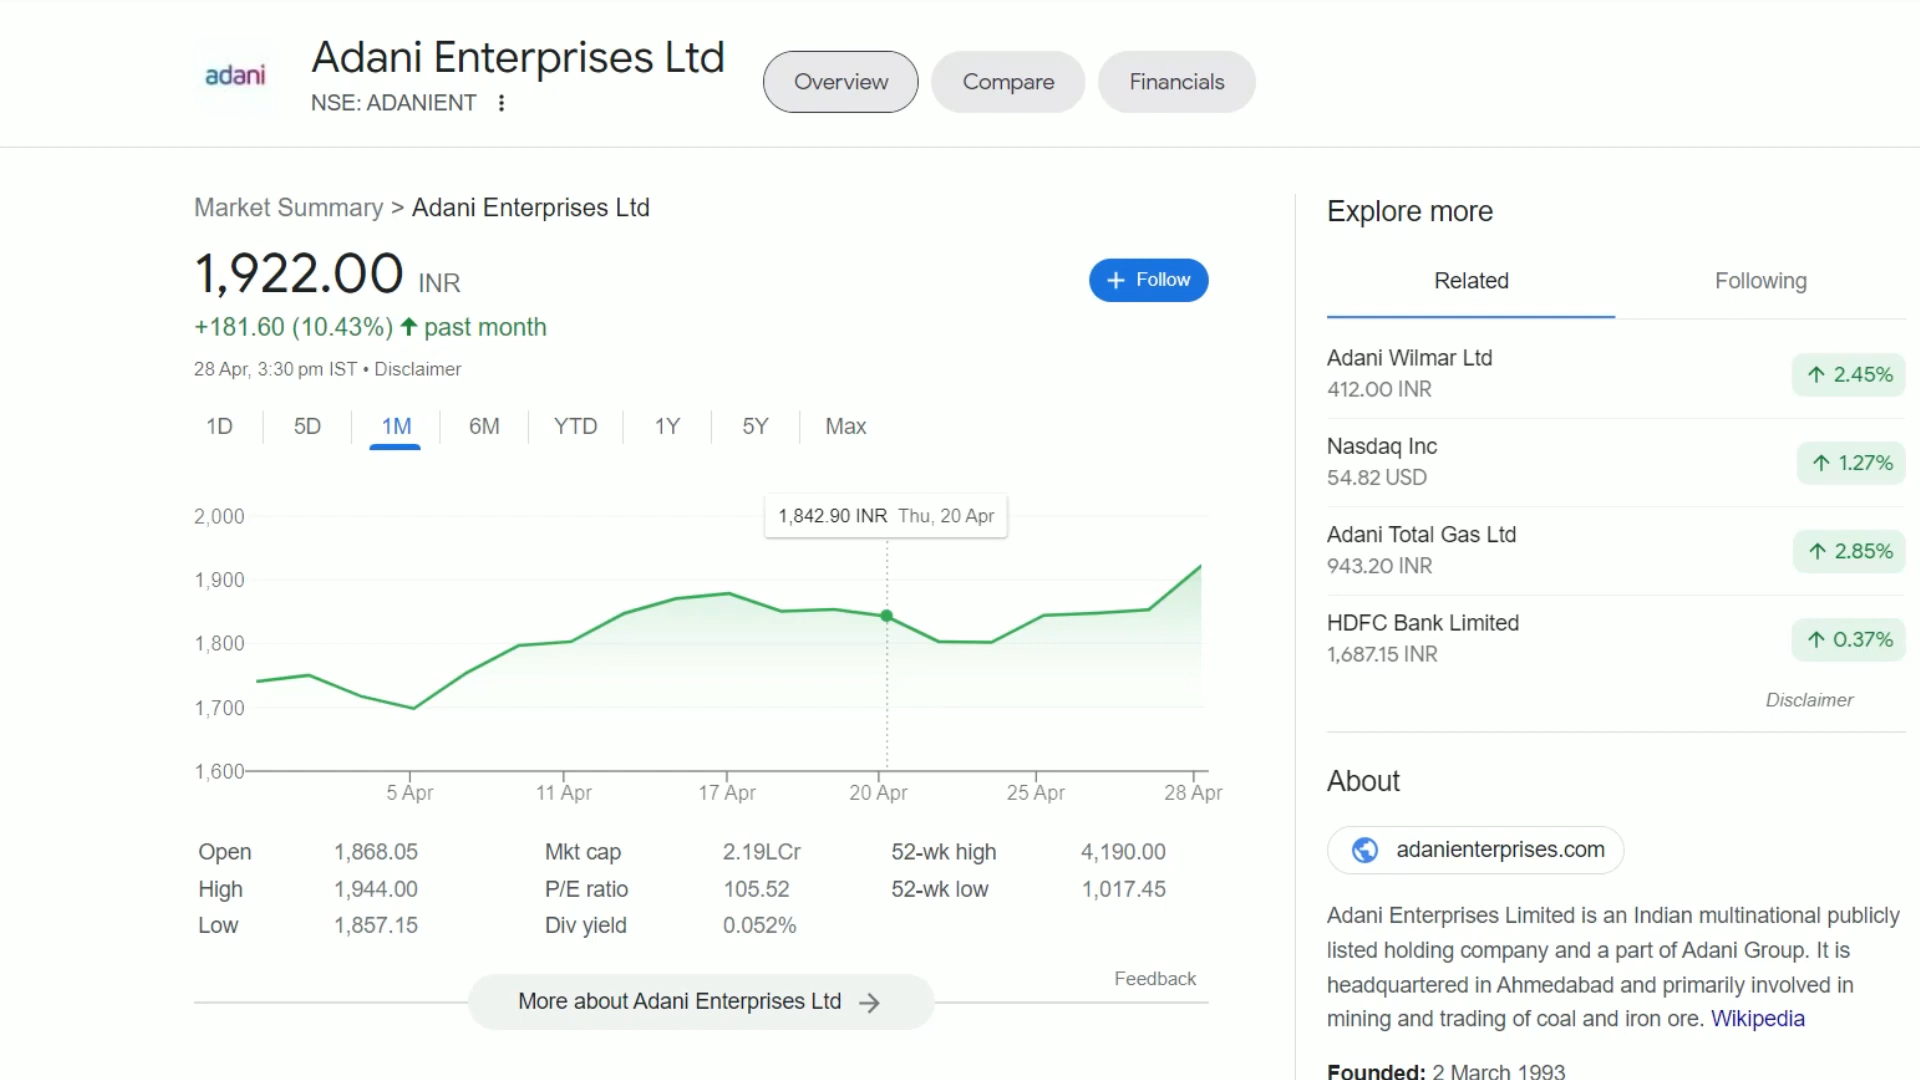 adani
Adani Enterprises Ltd
NSE: ADANIENT
Overview
Compare
Financials
Market Summary > Adani Enterprises Ltd
1,922.00 INR
+181.60 (10.43%) ↑ past month
28 Apr, 3:30 pm IST • Disclaimer
+ Follow
1D 5D 1M 6M YTD 1Y 5Y Max
1,842.90 INR Thu, 20 Apr
2,000
1,900
1,800
1,700
1,600
5 Apr 11 Apr 17 Apr 20 Apr 25 Apr 28 Apr
Open 1,868.05 Mkt cap 2.19LCr 52-wk high 4,190.00
High 1,944.00 P/E ratio 105.52 52-wk low 1,017.45
Low 1,857.15 Div yield 0.052%
Feedback
More about Adani Enterprises Ltd →
Explore more
Related Following
Adani Wilmar Ltd
412.00 INR
↑ 2.45%
Nasdaq Inc
54.82 USD
↑ 1.27%
Adani Total Gas Ltd
943.20 INR
↑ 2.85%
HDFC Bank Limited
1,687.15 INR
↑ 0.37%
Disclaimer
About
adanienterprises.com
Adani Enterprises Limited is an Indian multinational publicly
listed holding company and a part of Adani Group. It is
headquartered in Ahmedabad and primarily involved in
mining and trading of coal and iron ore. Wikipedia
Founded: 2 March 1993